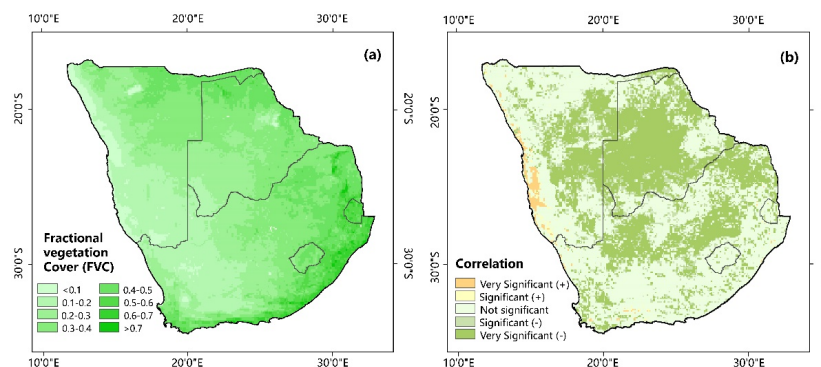 10°0'E 20°0'E 30°0'E
(a)
20°0'S
20°0'S
30°0'S
30°0'S
Fractional
vegetation
Cover (FVC)
<0.1 0.4-0.5
0.1-0.2 0.5-0.6
0.2-0.3 0.6-0.7
0.3-0.4 >0.7
10°0'E 20°0'E 30°0'E
10°0'E 20°0'E 30°0'E
(b)
20°0'S
30°0'S
Correlation
Very Significant (+)
Significant (+)
Not significant
Significant (-)
Very Significant (-)
10°0'E 20°0'E 30°0'E